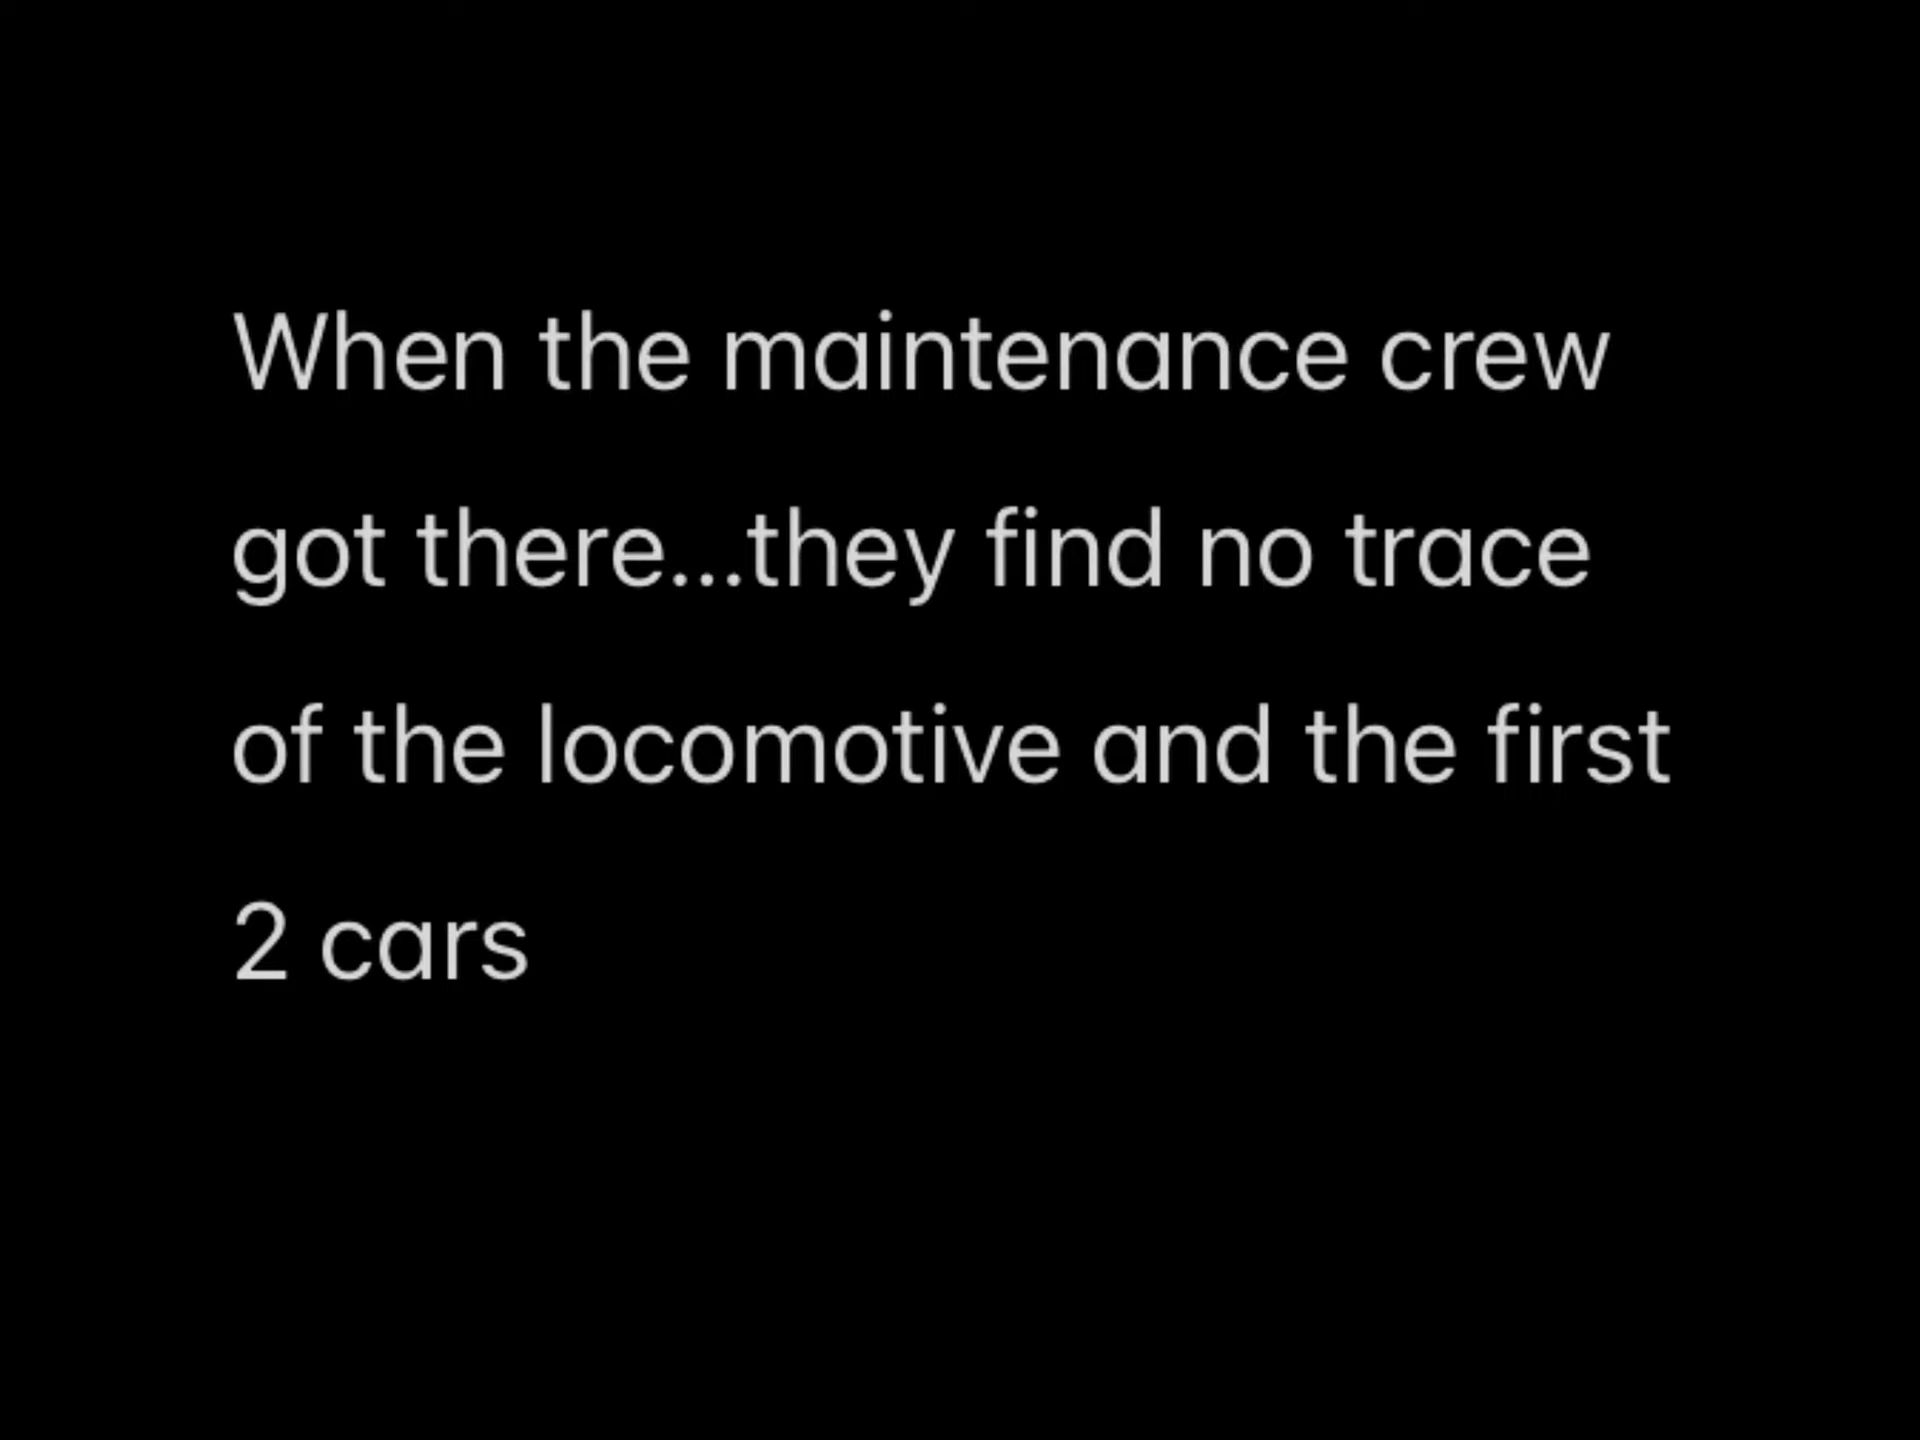 When the maintenance crew
got there...they find no trace
of the locomotive and the first
2 cars